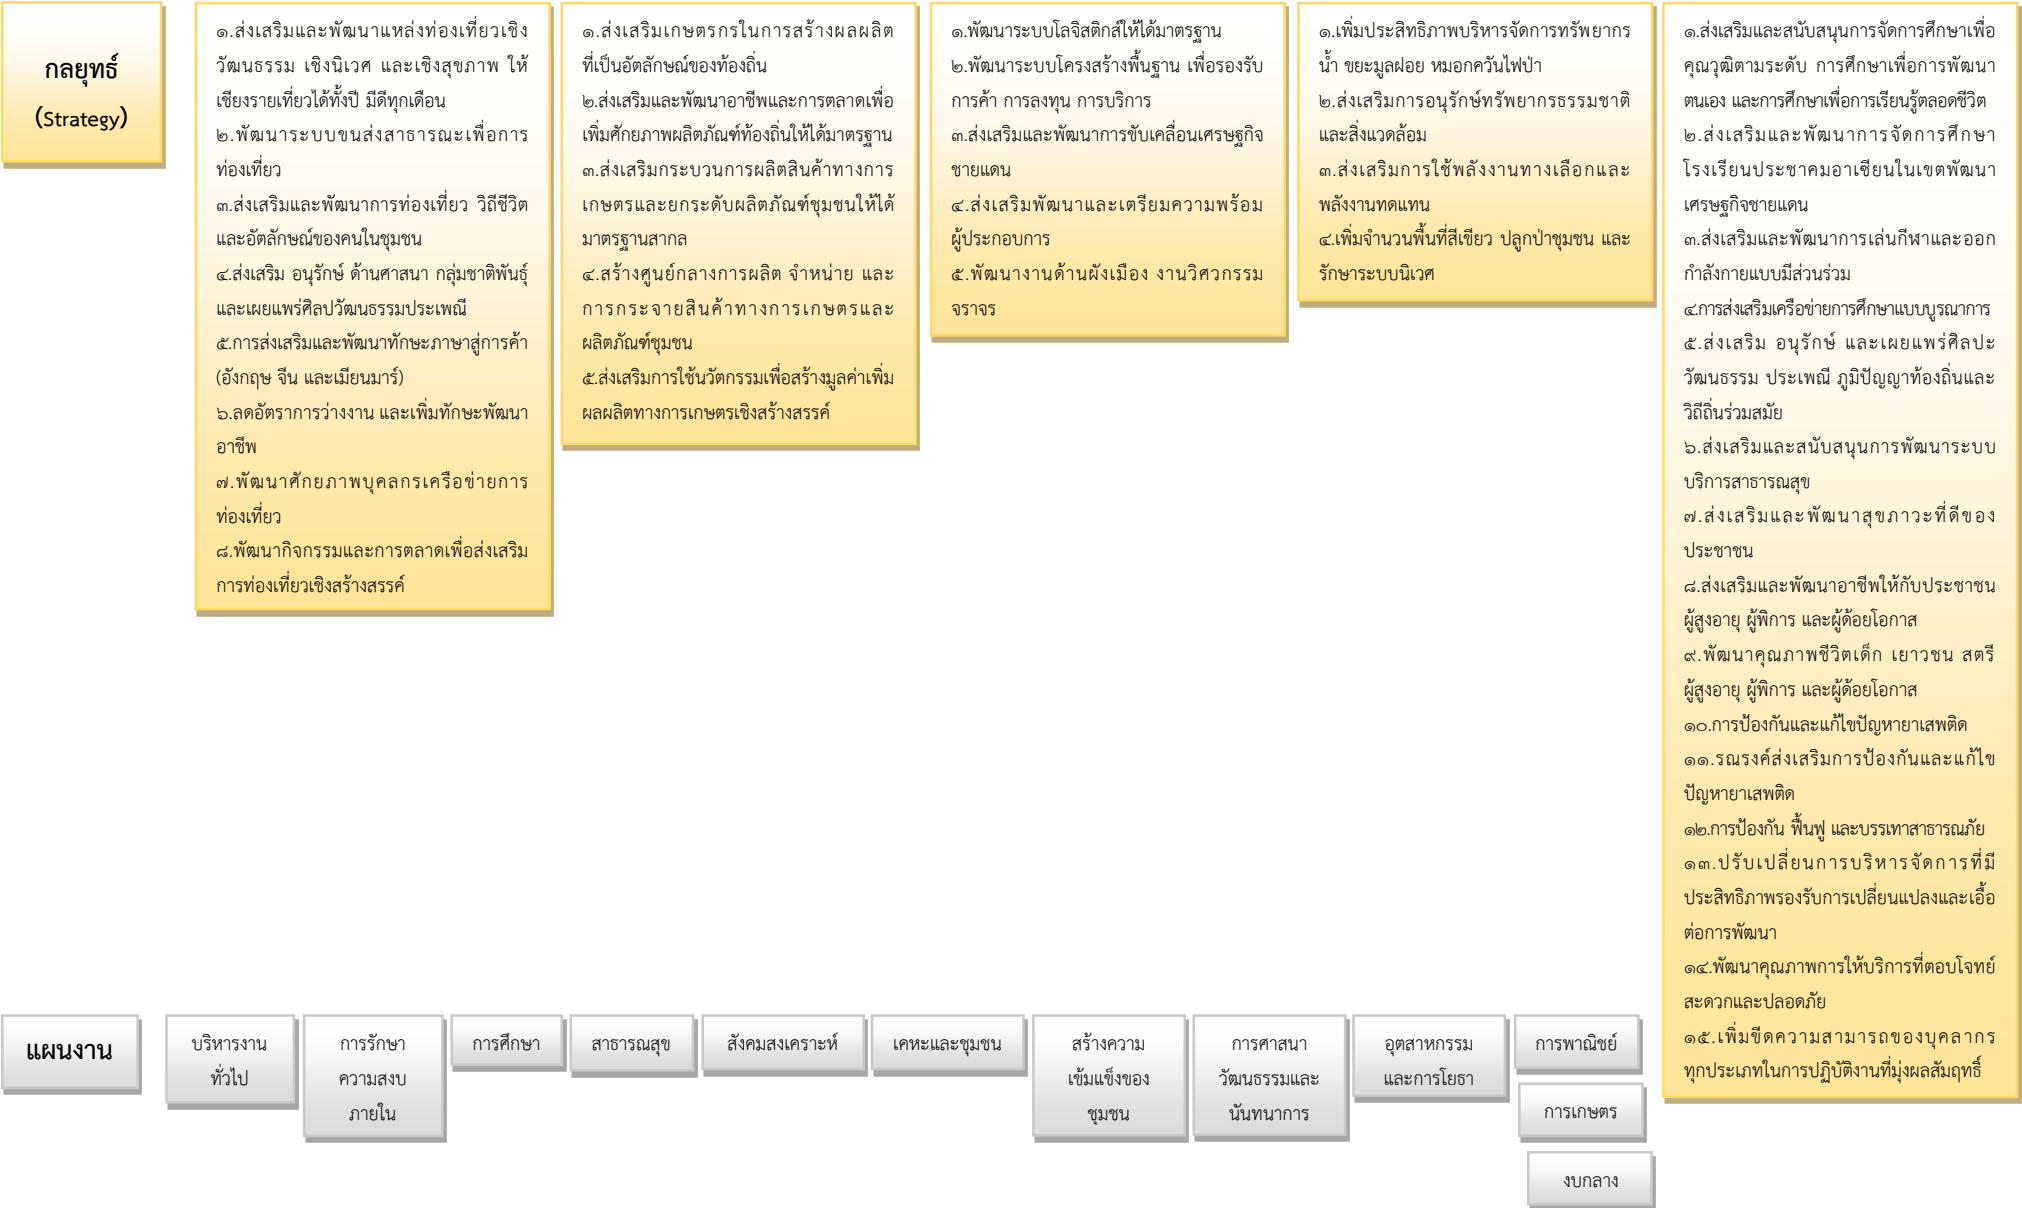 กลยุทธ์
(Strategy)
๑.ส่งเสริมและพัฒนาแหล่งท่องเที่ยวเชิง
วัฒนธรรม เชิงนิเวศ และเชิงสุขภาพ ให้
เชียงรายเที่ยวได้ทั้งปี มีดีทุกเดือน
๒.พัฒนาระบบขนส่งสาธารณะเพื่อการ
ท่องเที่ยว
๓.ส่งเสริมและพัฒนาการท่องเที่ยว วิถีชีวิต
และอัตลักษณ์ของคนในชุมชน
๔.ส่งเสริม อนุรักษ์ ด้านศาสนา กลุ่มชาติพันธุ์
และเผยแพร่ศิลปวัฒนธรรมประเพณี
๕.การส่งเสริมและพัฒนาทักษะภาษาสู่การค้า
(อังกฤษ จีน และเมียนมาร์)
๖.ลดอัตราการว่างงาน และเพิ่มทักษะพัฒนา
อาชีพ
๗.พัฒนาศักยภาพบุคลกรเครือข่ายการ
ท่องเที่ยว
๘.พัฒนากิจกรรมและการตลาดเพื่อส่งเสริม
การท่องเที่ยวเชิงสร้างสรรค์
๑.ส่งเสริมเกษตรกรในการสร้างผลผลิต
ที่เป็นอัตลักษณ์ของท้องถิ่น
๒.ส่งเสริมและพัฒนาอาชีพและการตลาดเพื่อ
เพิ่มศักยภาพผลิตภัณฑ์ท้องถิ่นให้ได้มาตรฐาน
๓.ส่งเสริมกระบวนการผลิตสินค้าทางการ
เกษตรและยกระดับผลิตภัณฑ์ชุมชนให้ได้
มาตรฐานสากล
๔.สร้างศูนย์กลางการผลิต จำหน่าย และ
การกระจายสินค้าทางการเกษตรและ
ผลิตภัณฑ์ชุมชน
๕.ส่งเสริมการใช้นวัตกรรมเพื่อสร้างมูลค่าเพิ่ม
ผลผลิตทางการเกษตรเชิงสร้างสรรค์
๑.พัฒนาระบบโลจิสติกส์ให้ได้มาตรฐาน
๒.พัฒนาระบบโครงสร้างพื้นฐาน เพื่อรองรับ
การค้า การลงทุน การบริการ
๓.ส่งเสริมและพัฒนาการขับเคลื่อนเศรษฐกิจ
ชายแดน
๔.ส่งเสริมพัฒนาและเตรียมความพร้อม
ผู้ประกอบการ
๕.พัฒนางานด้านผังเมือง งานวิศวกรรม
จราจร
๑.เพิ่มประสิทธิภาพบริหารจัดการทรัพยากร
น้ำ ขยะมูลฝอย หมอกควันไฟป่า
๒.ส่งเสริมการอนุรักษ์ทรัพยากรธรรมชาติ
และสิ่งแวดล้อม
๓.ส่งเสริมการใช้พลังงานทางเลือกและ
พลังงานทดแทน
๔.เพิ่มจำนวนพื้นที่สีเขียว ปลูกป่าชุมชน และ
รักษาระบบนิเวศ
๑.ส่งเสริมและสนับสนุนการจัดการศึกษาเพื่อ
คุณวุฒิตามระดับ การศึกษาเพื่อการพัฒนา
ตนเอง และการศึกษาเพื่อการเรียนรู้ตลอดชีวิต
๒.ส่งเสริมและพัฒนาการจัดการศึกษา
โรงเรียนประชาคมอาเซียนในเขตพัฒนา
เศรษฐกิจชายแดน
๓.ส่งเสริมและพัฒนาการเล่นกีฬาและออก
กำลังกายแบบมีส่วนร่วม
๔.การส่งเสริมเครือข่ายการศึกษาแบบบูรณาการ
๕.ส่งเสริม อนุรักษ์ และเผยแพร่ศิลปะ
วัฒนธรรม ประเพณี ภูมิปัญญาท้องถิ่นและ
วิถีถิ่นร่วมสมัย
๖.ส่งเสริมและสนับสนุนการพัฒนาระบบ
บริการสาธารณสุข
๗.ส่งเสริมและพัฒนาสุขภาวะที่ดีของ
ประชาชน
๘.ส่งเสริมและพัฒนาอาชีพให้กับประชาชน
ผู้สูงอายุ ผู้พิการ และผู้ด้อยโอกาส
๙.พัฒนาคุณภาพชีวิตเด็ก เยาวชน สตรี
ผู้สูงอายุ ผู้พิการ และผู้ด้อยโอกาส
๑๐.การป้องกันและแก้ไขปัญหายาเสพติด
๑๑.รณรงค์ส่งเสริมการป้องกันและแก้ไข
ปัญหายาเสพติด
๑๒.การป้องกัน ฟื้นฟู และบรรเทาสาธารณภัย
๑๓.ปรับเปลี่ยนการบริหารจัดการที่มี
ประสิทธิภาพรองรับการเปลี่ยนแปลงและเอื้อ
ต่อการพัฒนา
๑๔.พัฒนาคุณภาพการให้บริการที่ตอบโจทย์
สะดวกและปลอดภัย
๑๕.เพิ่มขีดความสามารถของบุคลากร
ทุกประเภทในการปฏิบัติงานที่มุ่งผลสัมฤทธิ์
แผนงาน
บริหารงาน
ทั่วไป
การรักษา
ความสงบ
ภายใน
การศึกษา
สาธารณสุข
สังคมสงเคราะห์
เคหะและชุมชน
สร้างความ
เข้มแข็งของ
ชุมชน
การศาสนา
วัฒนธรรมและ
นันทนาการ
อุตสาหกรรม
และการโยธา
การพาณิชย์
การเกษตร
งบกลาง